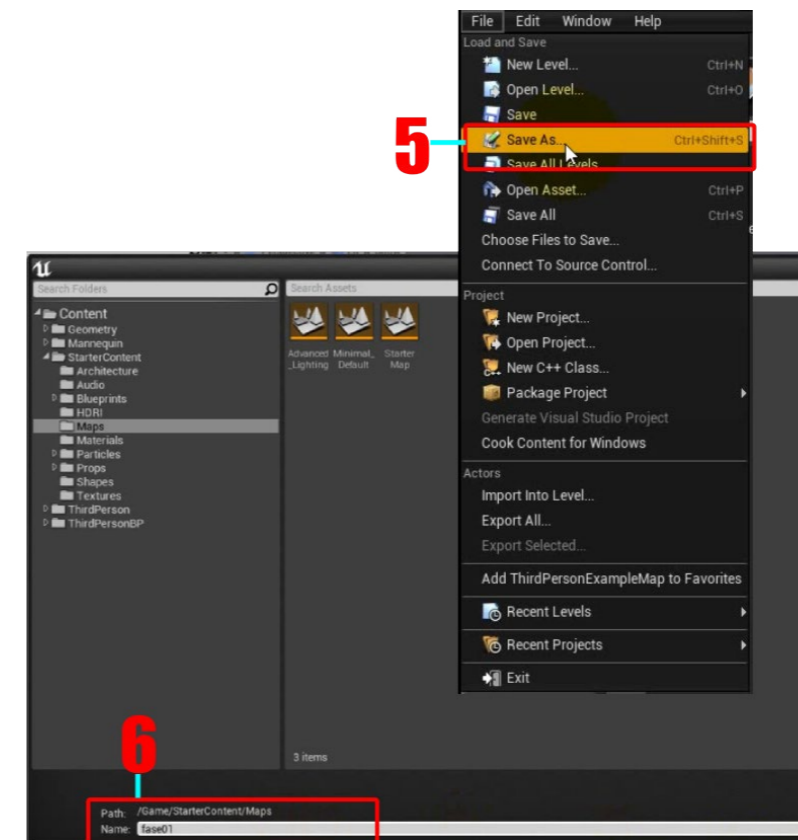 File Edit Window Help
Load and Save
New Level... Ctrl+N
Open Level... Ctrl+O
Save
5
Save As... Ctrl+Shift+S
Save All Levels
Open Asset... Ctrl+P
Save All Ctrl+S
Choose Files to Save...
Connect To Source Control...
Project
New Project...
Open Project...
New C++ Class...
Package Project
Generate Visual Studio Project
Cook Content for Windows
Actors
Import Into Level...
Export All...
Export Selected...
Add ThirdPersonExampleMap to Favorites
Recent Levels
Recent Projects
Exit
Search Folders
Search Assets
Content
Geometry
Mannequin
StarterContent
Architecture
Audio
Blueprints
HDRI
Maps
Materials
Particles
Props
Shapes
Textures
ThirdPerson
ThirdPersonBP
Advanced Minimal_ Starter
_Lighting Default Map
3 items
6
Path: /Game/StarterContent/Maps
Name: fase01